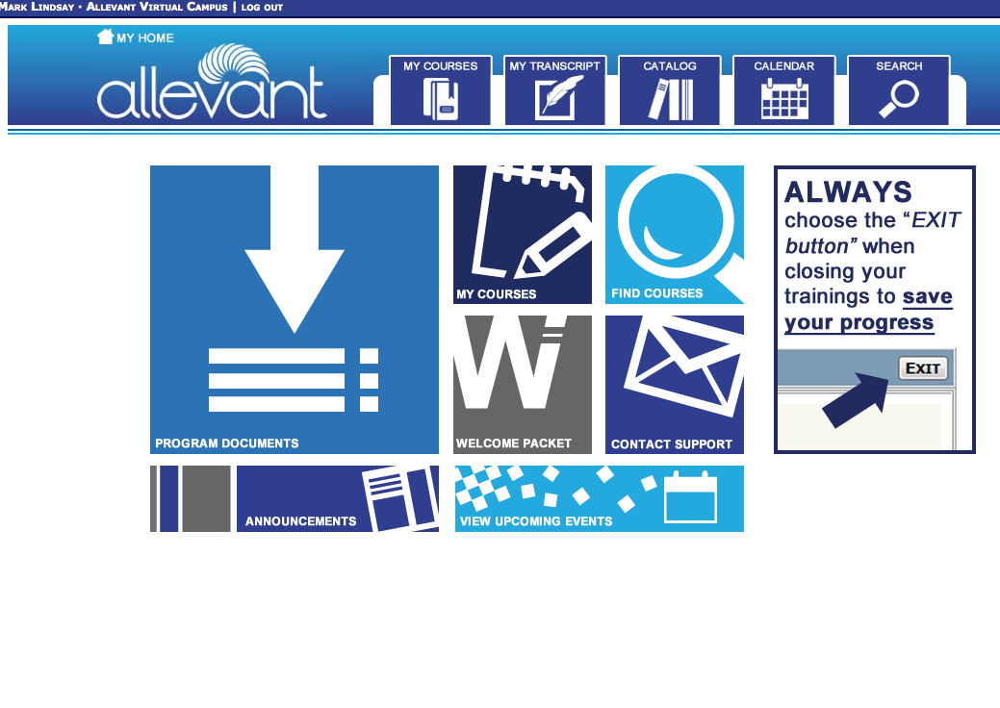 MARK LINDSAY • ALLEVANT VIRTUAL CAMPUS | LOG OUT
MY HOME
allevant
MY COURSES
MY TRANSCRIPT
CATALOG
CALENDAR
SEARCH
PROGRAM DOCUMENTS
MY COURSES
FIND COURSES
W
WELCOME PACKET
CONTACT SUPPORT
ANNOUNCEMENTS
VIEW UPCOMING EVENTS
ALWAYS
choose the “EXIT
button” when
closing your
trainings to save
your progress
EXIT